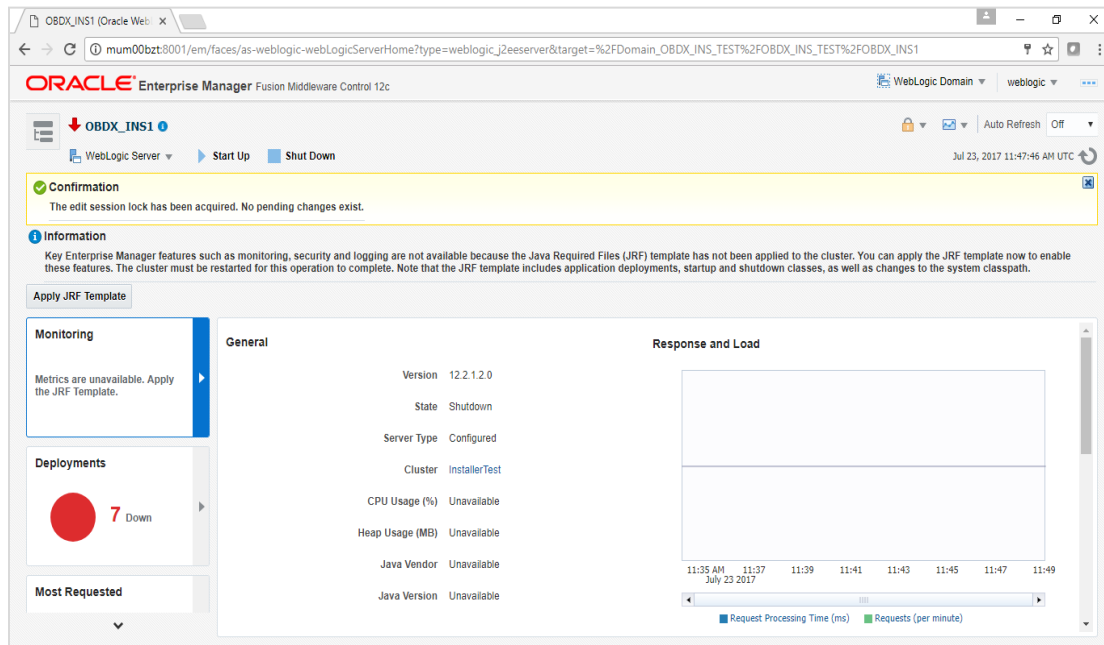 OBDX_INS1 (Oracle Web
mum00bzt:8001/em/faces/as-weblogic-webLogicServerHome?type=weblogic_j2eeserver&target=%2FDomain_OBDX_INS_TEST%2FOBDX_INS_TEST%2FOBDX_INS1
ORACLE Enterprise Manager Fusion Middleware Control 12c
WebLogic Domain
weblogic
OBDX_INS1
Auto Refresh Off
WebLogic Server
Start Up
Shut Down
Jul 23, 2017 11:47:46 AM UTC
Confirmation
The edit session lock has been acquired. No pending changes exist.
Information
Key Enterprise Manager features such as monitoring, security and logging are not available because the Java Required Files (JRF) template has not been applied to the cluster. You can apply the JRF template now to enable
these features. The cluster must be restarted for this operation to complete. Note that the JRF template includes application deployments, startup and shutdown classes, as well as changes to the system classpath.
Apply JRF Template
Monitoring
Metrics are unavailable. Apply
the JRF Template.
Deployments
7 Down
Most Requested
General
Version 12.2.1.2.0
State Shutdown
Server Type Configured
Cluster InstallerTest
CPU Usage (%) Unavailable
Heap Usage (MB) Unavailable
Java Vendor Unavailable
Java Version Unavailable
Response and Load
11:35 AM 11:37 11:39 11:41 11:43 11:45 11:47 11:49
July 23 2017
Request Processing Time (ms) Requests (per minute)